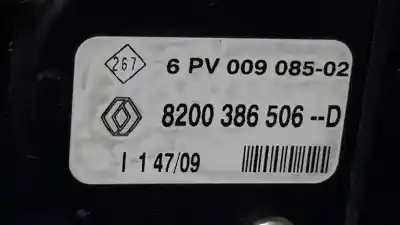 267 6 PV 009 085-02
8200 386 506 --D
I 1 47/09